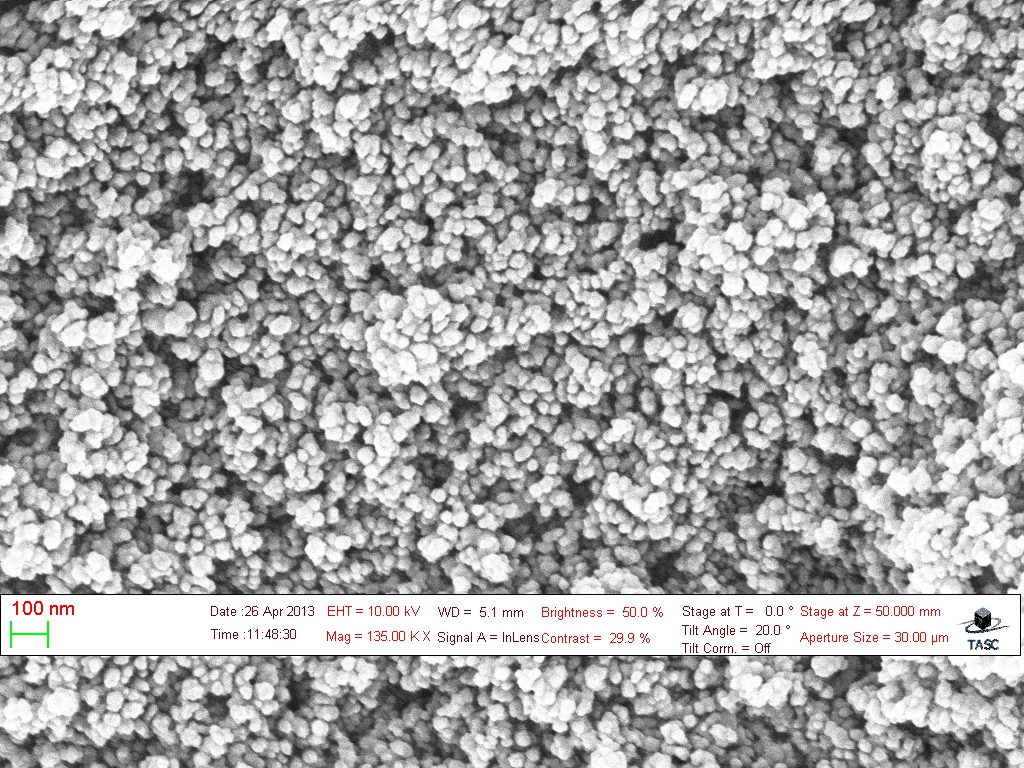 100 nm
Date :26 Apr 2013 EHT = 10.00 kV WD = 5.1 mm Brightness = 50.0 % Stage at T = 0.0 ° Stage at Z = 50.000 mm
Time :11:48:30 Mag = 135.00 K X Signal A = InLens Contrast = 29.9 % Tilt Angle = 20.0 ° Aperture Size = 30.00 µm
Tilt Corrn. = Off
TASC